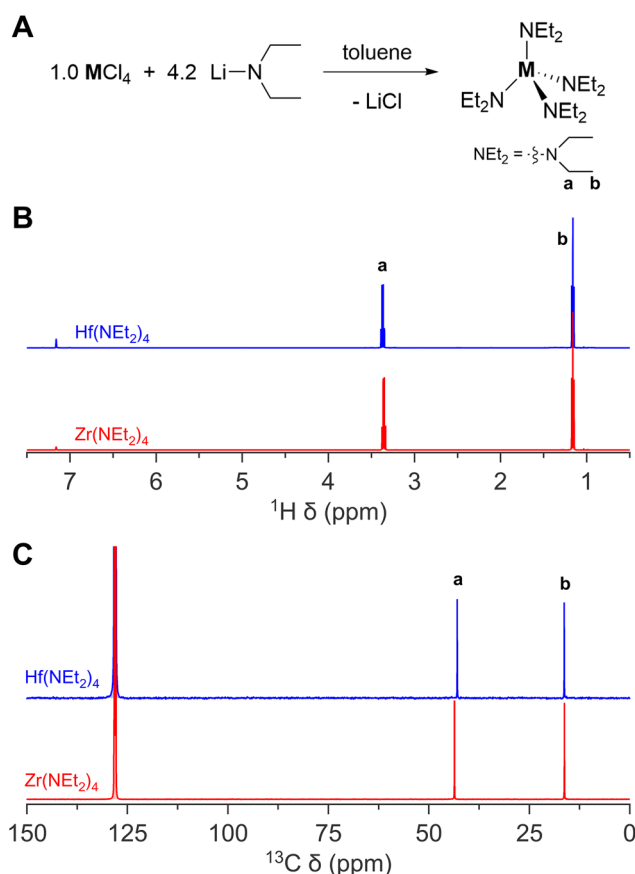 A
1.0 MCl₄ + 4.2 Li N
toluene
- LiCl
NEt₂
M
Et₂N
NEt₂
NEt₂
NEt₂ = N
a b
B
a
b
Hf(NEt₂)₄
Zr(NEt₂)₄
7 6 5 4 3 2 1
¹H δ (ppm)
C
a
b
Hf(NEt₂)₄
Zr(NEt₂)₄
150 125 100 75 50 25 0
¹³C δ (ppm)